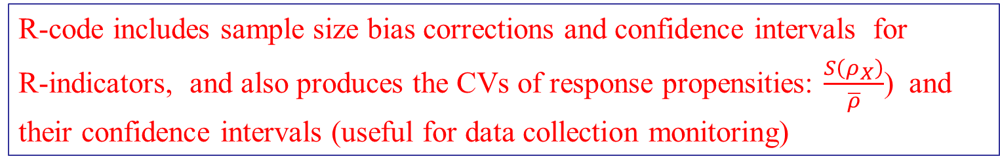 R-code includes sample size bias corrections and confidence intervals for
R-indicators, and also produces the CVs of response propensities: \frac{S(\rho_X)}{\bar{\rho}}) and
their confidence intervals (useful for data collection monitoring)